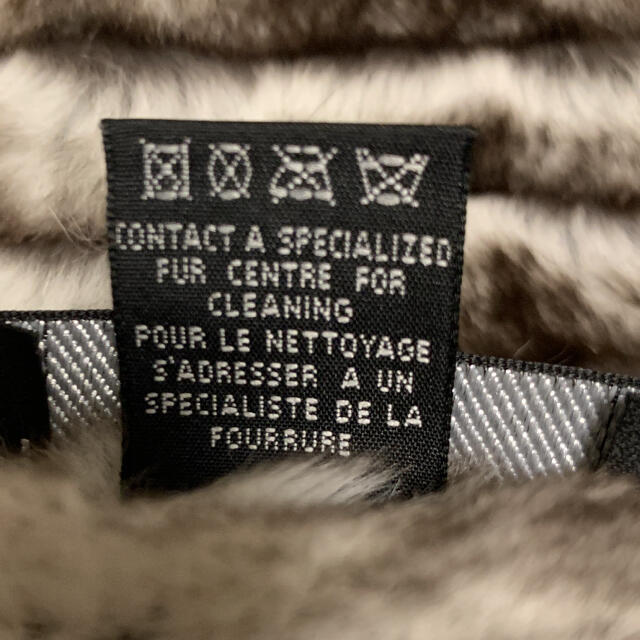 CONTACT A SPECIALIZED
FUR CENTRE FOR
CLEANING
POUR LE NETTOYAGE
S'ADRESSER A UN
SPECIALISTE DE LA
FOURRURE